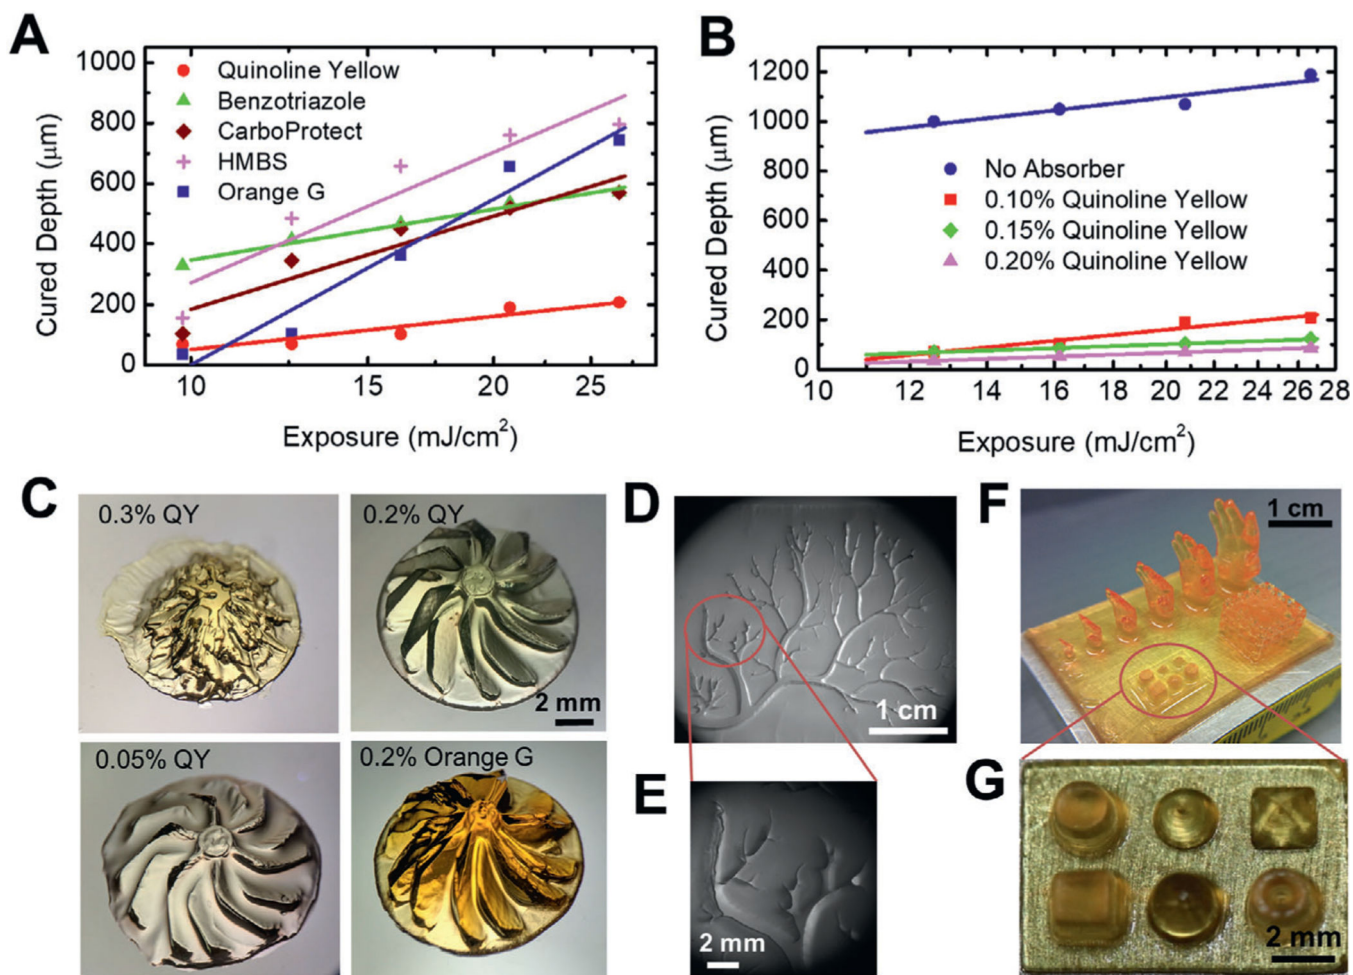 A
1000
800
600
400
200
0
Cured Depth (μm)
Quinoline Yellow
Benzotriazole
CarboProtect
HMBS
Orange G
10
15
20
25
Exposure (mJ/cm²)
B
1200
1000
800
600
400
200
0
Cured Depth (μm)
No Absorber
0.10% Quinoline Yellow
0.15% Quinoline Yellow
0.20% Quinoline Yellow
10
12
14
16
18
20
22
24
26
28
Exposure (mJ/cm²)
C
0.3% QY
0.2% QY
2 mm
0.05% QY
0.2% Orange G
D
1 cm
E
2 mm
F
1 cm
G
2 mm